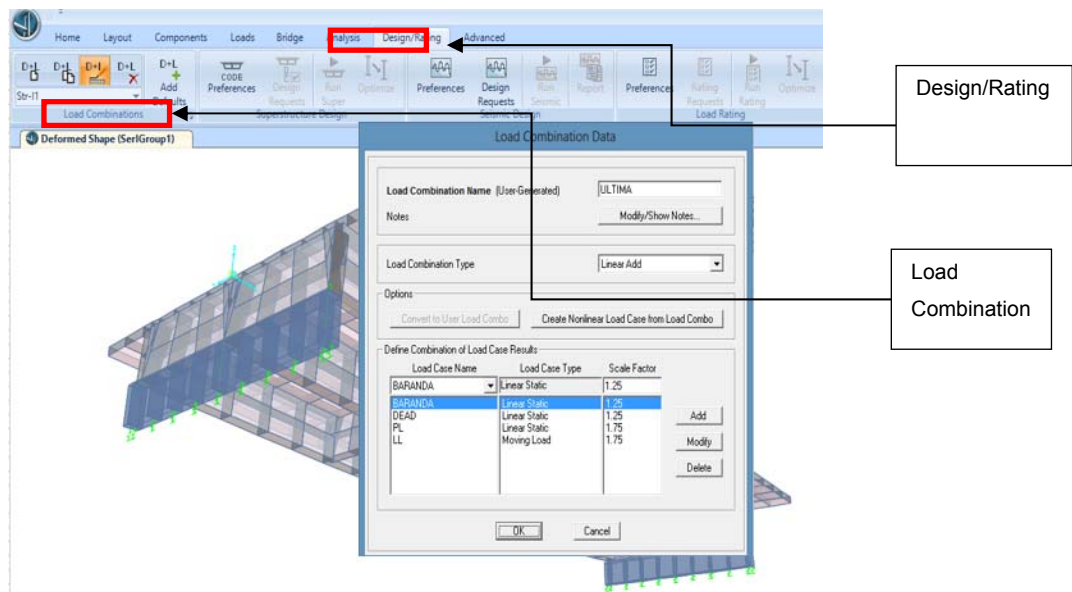 Home Layout Components Loads Bridge Analysis Design/Rating Advanced
D+L D+L D+L D+L D+L
Add
Defaults
CODE
Preferences
Design
Requests
Run
Super
Optimize
Preferences
Design
Requests
Run
Seismic
Report
Preferences
Rating
Requests
Run
Rating
Optimize
Str-I1
Load Combinations
Superstructure Design
Seismic Design
Load Rating
Deformed Shape (SerIGroup1)
Load Combination Data
Load Combination Name (User-Generated) ULTIMA
Notes Modify/Show Notes...
Load Combination Type Linear Add
Options
Convert to User Load Combo Create Nonlinear Load Case from Load Combo
Define Combination of Load Case Results
Load Case Name Load Case Type Scale Factor
BARANDA Linear Static 1.25
BARANDA Linear Static 1.25
DEAD Linear Static 1.25
PL Linear Static 1.75
LL Moving Load 1.75
Add
Modify
Delete
OK Cancel
Design/Rating
Load
Combination